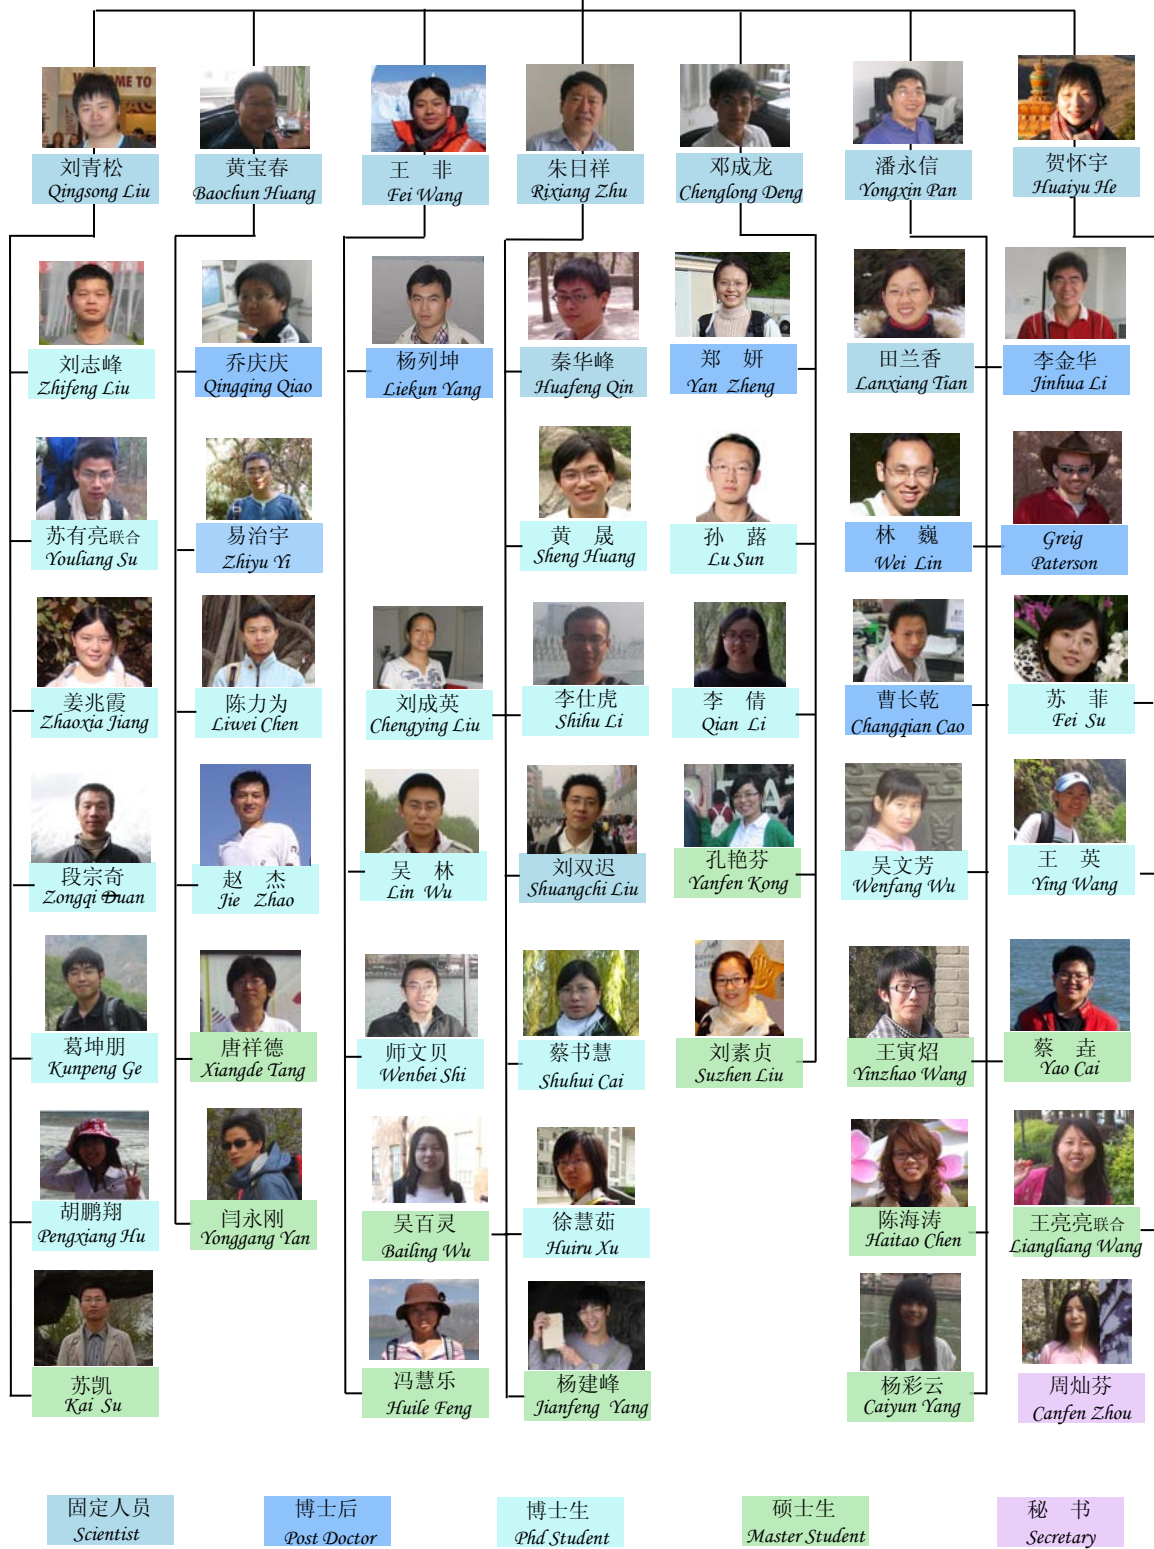 WELCOME TO
刘青松
Qingsong Liu
黄宝春
Baochun Huang
王 非
Fei Wang
朱日祥
Rixiang Zhu
邓成龙
Chenglong Deng
潘永信
Yongxin Pan
贺怀宇
Huaiyu He
刘志峰
Zhifeng Liu
乔庆庆
Qingqing Qiao
杨列坤
Liekun Yang
秦华峰
Huafeng Qin
郑 妍
Yan Zheng
田兰香
Lanxiang Tian
李金华
Jinhua Li
苏有亮联合
Youliang Su
易治宇
Zhiyu Yi
黄 晟
Sheng Huang
孙 蕗
Lu Sun
林 巍
Wei Lin
Greig
Paterson
姜兆霞
Zhaoxia Jiang
陈力为
Liwei Chen
刘成英
Chengying Liu
李仕虎
Shihu Li
李 倩
Qian Li
曹长乾
Changqian Cao
苏 菲
Fei Su
段宗奇
Zongqi Duan
赵 杰
Jie Zhao
吴 林
Lin Wu
刘双迟
Shuangchi Liu
孔艳芬
Yanfen Kong
吴文芳
Wenfang Wu
王 英
Ying Wang
葛坤朋
Kunpeng Ge
唐祥德
Xiangde Tang
师文贝
Wenbei Shi
蔡书慧
Shuhui Cai
刘素贞
Suzhen Liu
王寅炤
Yinzhao Wang
蔡 垚
Yao Cai
胡鹏翔
Pengxiang Hu
闫永刚
Yonggang Yan
吴百灵
Bailing Wu
徐慧茹
Huiru Xu
陈海涛
Haitao Chen
王亮亮联合
Liangliang Wang
苏凯
Kai Su
冯慧乐
Huile Feng
杨建峰
Jianfeng Yang
杨彩云
Caiyun Yang
周灿芬
Canfen Zhou
固定人员
Scientist
博士后
Post Doctor
博士生
Phd Student
硕士生
Master Student
秘 书
Secretary